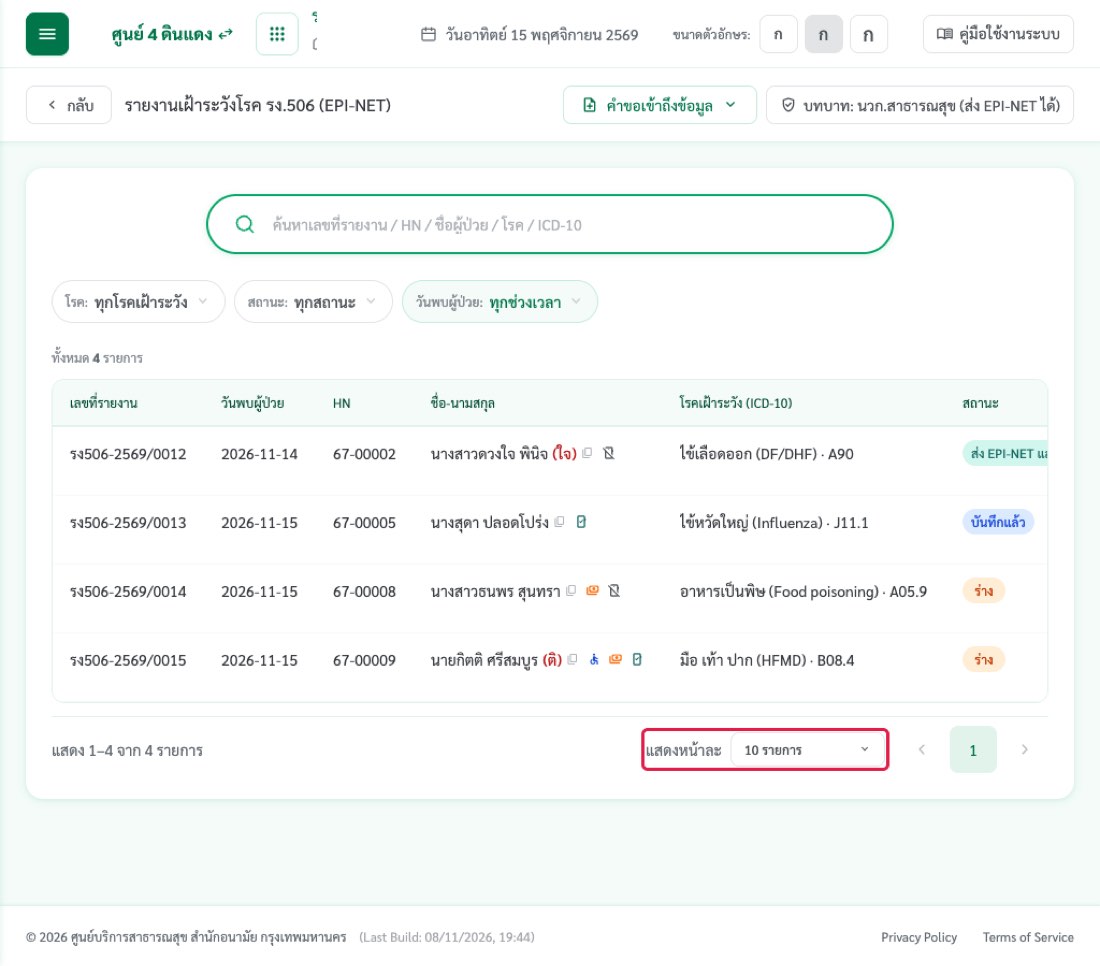 ศูนย์ 4 ดินแดง
วันอาทิตย์ 15 พฤศจิกายน 2569
ขนาดตัวอักษร: ก ก ก
คู่มือใช้งานระบบ
กลับ
รายงานเฝ้าระวังโรค รง.506 (EPI-NET)
คำขอเข้าถึงข้อมูล
บทบาท: นวก.สาธารณสุข (ส่ง EPI-NET ได้)
ค้นหาเลขที่รายงาน / HN / ชื่อผู้ป่วย / โรค / ICD-10
โรค: ทุกโรคเฝ้าระวัง
สถานะ: ทุกสถานะ
วันพบผู้ป่วย: ทุกช่วงเวลา
ทั้งหมด 4 รายการ
เลขที่รายงาน วันพบผู้ป่วย HN ชื่อ-นามสกุล โรคเฝ้าระวัง (ICD-10) สถานะ
รง506-2569/0012 2026-11-14 67-00002 นางสาวดวงใจ พินิจ (ใจ) ไข้เลือดออก (DF/DHF) · A90 ส่ง EPI-NET
รง506-2569/0013 2026-11-15 67-00005 นางสุดา ปลอดโปร่ง ไข้หวัดใหญ่ (Influenza) · J11.1 บันทึกแล้ว
รง506-2569/0014 2026-11-15 67-00008 นางสาวธนพร สุนทรา อาหารเป็นพิษ (Food poisoning) · A05.9 ร่าง
รง506-2569/0015 2026-11-15 67-00009 นายกิตติ ศรีสมบูร (ติ) มือ เท้า ปาก (HFMD) · B08.4 ร่าง
แสดง 1–4 จาก 4 รายการ
แสดงหน้าละ 10 รายการ
1
© 2026 ศูนย์บริการสาธารณสุข สำนักอนามัย กรุงเทพมหานคร (Last Build: 08/11/2026, 19:44)
Privacy Policy Terms of Service